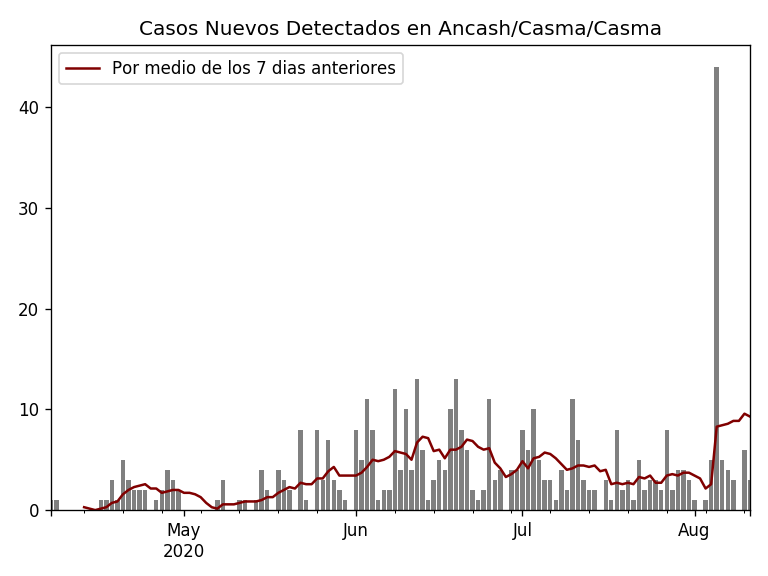 Casos Nuevos Detectados en Ancash/Casma/Casma
Por medio de los 7 dias anteriores
40
30
20
10
0
May Jun Jul Aug
2020